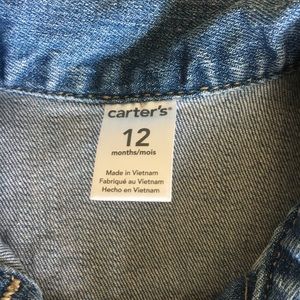 carter's®
12
months/mois
Made in Vietnam
Fabriqué au Vietnam
Hecho en Vietnam